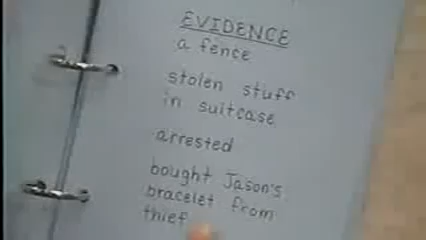 EVIDENCE
a fence
stolen stuff
in suitcase
arrested
bought Jason's
bracelet from
thief